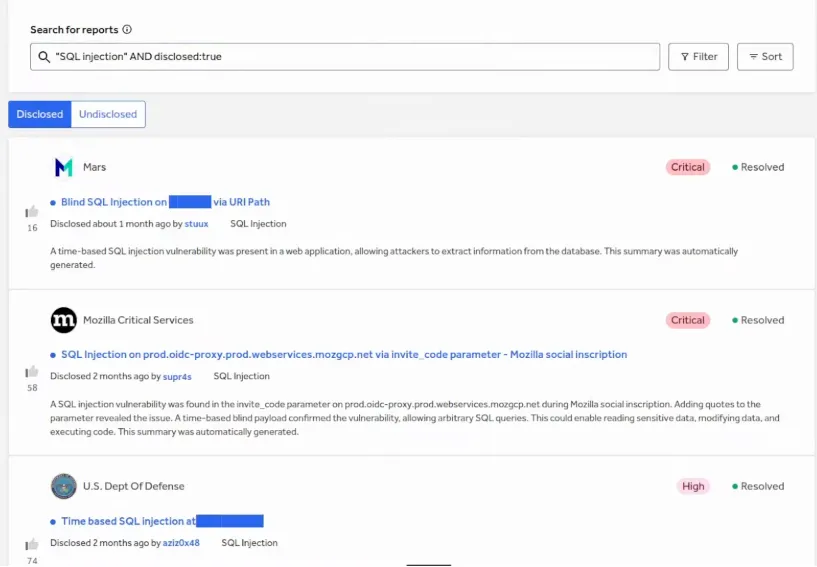 Search for reports
"SQL injection" AND disclosed:true
Filter
Sort
Disclosed
Undisclosed
Mars
Critical
Resolved
Blind SQL Injection on ██████ via URI Path
16
Disclosed about 1 month ago by stuux SQL Injection
A time-based SQL injection vulnerability was present in a web application, allowing attackers to extract information from the database. This summary was automatically
generated.
m
Mozilla Critical Services
Critical
Resolved
SQL Injection on prod.oidc-proxy.prod.webservices.mozgcp.net via invite_code parameter - Mozilla social inscription
58
Disclosed 2 months ago by supr4s SQL Injection
A SQL injection vulnerability was found in the invite_code parameter on prod.oidc-proxy.prod.webservices.mozgcp.net during Mozilla social inscription. Adding quotes to the
parameter revealed the issue. A time-based blind payload confirmed the vulnerability, allowing arbitrary SQL queries. This could enable reading sensitive data, modifying data, and
executing code. This summary was automatically generated.
U.S. Dept Of Defense
High
Resolved
Time based SQL injection at██████████
Disclosed 2 months ago by aziz0x48 SQL Injection
74